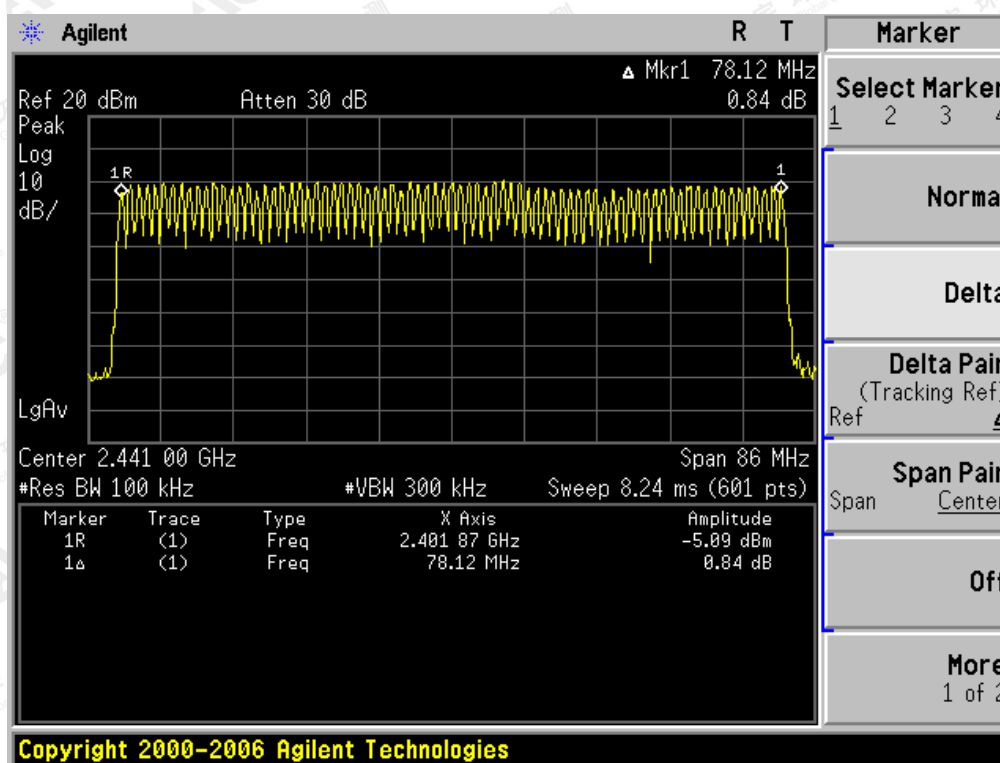 Agilent R T Marker
Δ Mkr1 78.12 MHz
Ref 20 dBm Atten 30 dB 0.84 dB
Peak
Log
10
dB/
1R
1
LgAv
Center 2.441 00 GHz Span 86 MHz
#Res BW 100 kHz #VBW 300 kHz Sweep 8.24 ms (601 pts)
Marker Trace Type X Axis Amplitude
1R (1) Freq 2.401 87 GHz -5.09 dBm
1Δ (1) Freq 78.12 MHz 0.84 dB
Select Marker
1 2 3 4
Norma
Delta
Delta Pair
(Tracking Ref)
Ref Δ
Span Pair
Span Center
Off
More
1 of 2
Copyright 2000-2006 Agilent Technologies